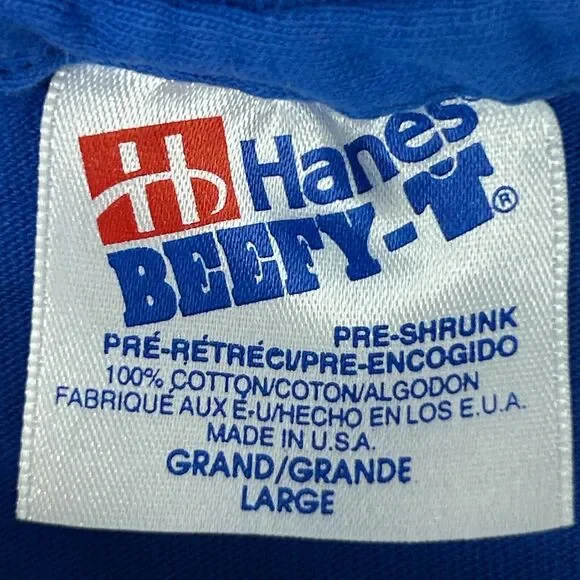 H Hanes
BEEFY-T®
PRE-SHRUNK
PRÉ-RÉTRÉCI/PRE-ENCOGIDO
100% COTTON/COTON/ALGODON
FABRIQUÉ AUX É-U/HECHO EN LOS E.U.A.
MADE IN U.S.A.
GRAND/GRANDE
LARGE